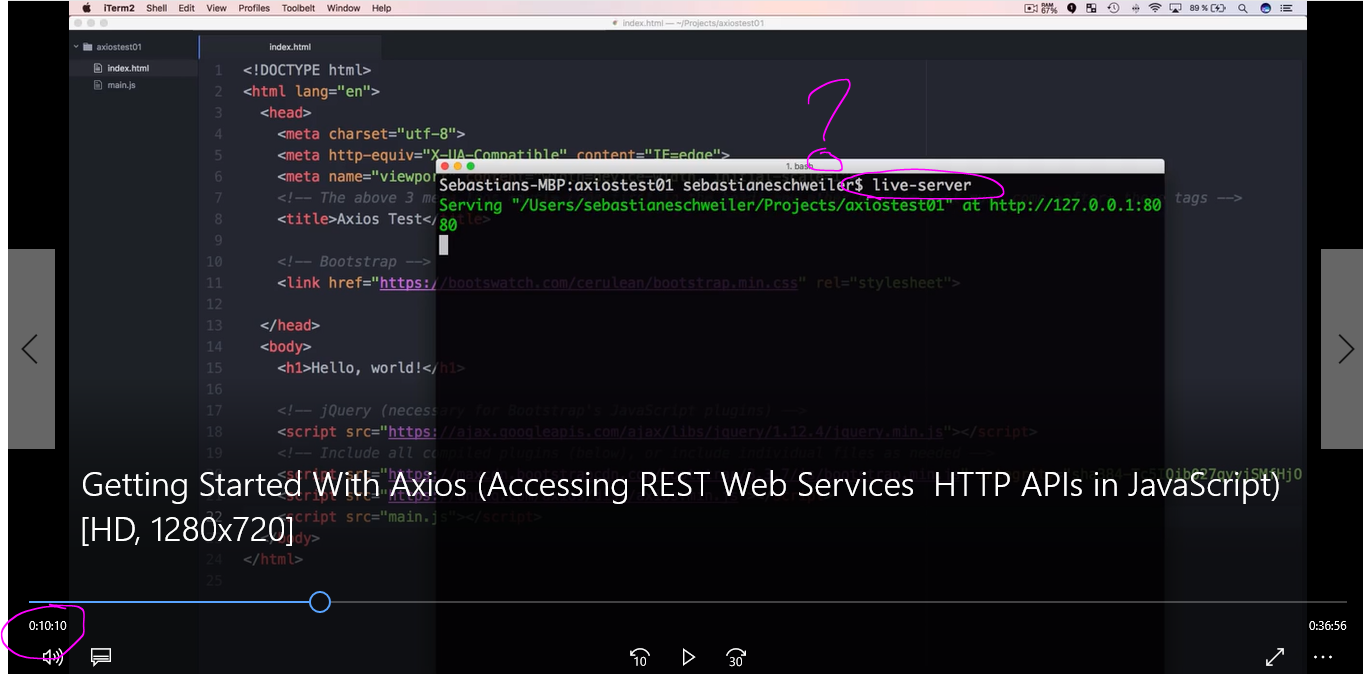 iTerm2 Shell Edit View Profiles Toolbelt Window Help RAM 67% 89%
index.html — ~/Projects/axiostest01
axiostest01
index.html
main.js
index.html
1 <!DOCTYPE html>
2 <html lang="en">
3 <head>
4 <meta charset="utf-8">
5 <meta http-equiv="X-UA-Compatible" content="IE=edge">
6 <meta name="viewpor
7 <!-- The above 3 me tags -->
8 <title>Axios Test</title>
9
10 <!-- Bootstrap -->
11 <link href="https://bootswatch.com/cerulean/bootstrap.min.css" rel="stylesheet">
12
13 </head>
14 <body>
15 <h1>Hello, world!</h1>
16
17 <!-- jQuery (necessary for Bootstrap's JavaScript plugins) -->
18 <script src="https://ajax.googleapis.com/ajax/libs/jquery/1.12.4/jquery.min.js"></script>
19 <!-- Include all compiled plugins (below), or include individual files as needed -->
<script src="https:/
<script src="https:
22 <script src="main.js"></script>
</body>
24 </html>
25
?
1. bash
Sebastians-MBP:axiostest01 sebastianeschweiler$ live-server
Serving "/Users/sebastianeschweiler/Projects/axiostest01" at http://127.0.0.1:80
80
Getting Started With Axios (Accessing REST Web Services HTTP APIs in JavaScript)
[HD, 1280x720]
0:10:10
0:36:56
10
30